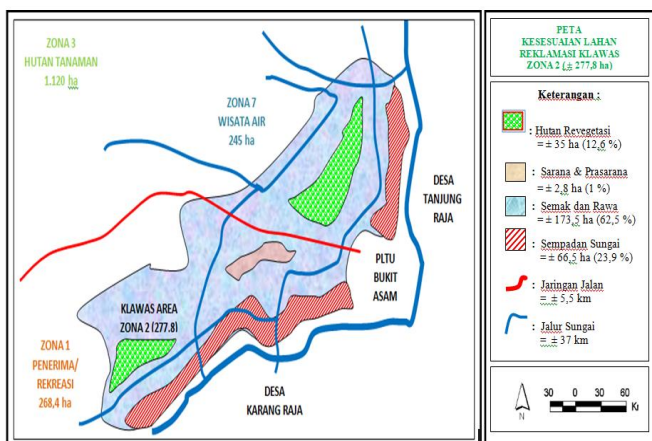 ZONA 3
HUTAN TANAMAN
1.120 ha
ZONA 7
WISATA AIR
245 ha
DESA
TANJUNG
RAJA
PLTU
BUKIT
ASAM
KLAWAS AREA
ZONA 2 (277.8)
ZONA 1
PENERIMA/
REKREASI
268,4 ha
DESA
KARANG RAJA
PETA
KESESUAIAN LAHAN
REKLAMASI KLAWAS
ZONA 2 (± 277,8 ha)
Keterangan :
: Hutan Revegetasi
= ± 35 ha (12,6 %)
: Sarana & Prasarana
= ± 2,8 ha (1 %)
: Semak dan Rawa
= ± 173,5 ha (62,5 %)
: Sempadan Sungai
= ± 66,5 ha (23,9 %)
: Jaringan Jalan
= ± 5,5 km
: Jalur Sungai
= ± 37 km
N
30 0 30 60